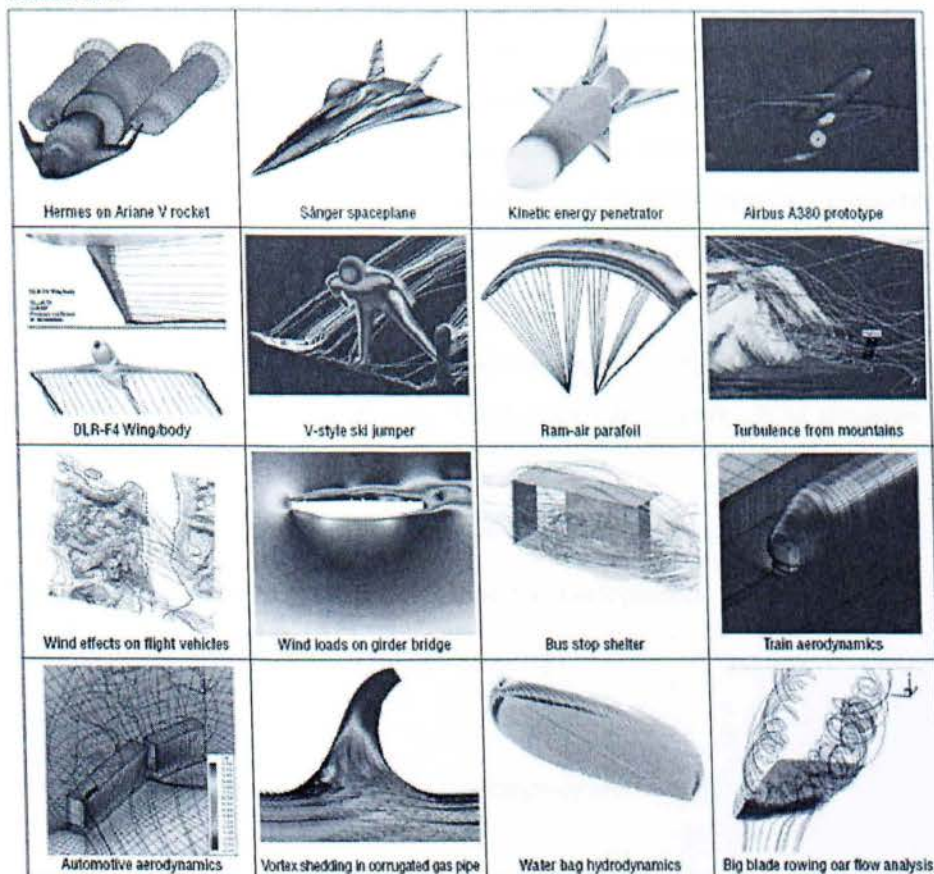 Hermes on Ariane V rocket
Sänger spaceplane
Kinetic energy penetrator
Airbus A380 prototype
DLR-F4 Wing/body
V-style ski jumper
Ram-air parafoil
Turbulence from mountains
Wind effects on flight vehicles
Wind loads on girder bridge
Bus stop shelter
Train aerodynamics
Automotive aerodynamics
Vortex shedding in corrugated gas pipe
Water bag hydrodynamics
Big blade rowing oar flow analysis